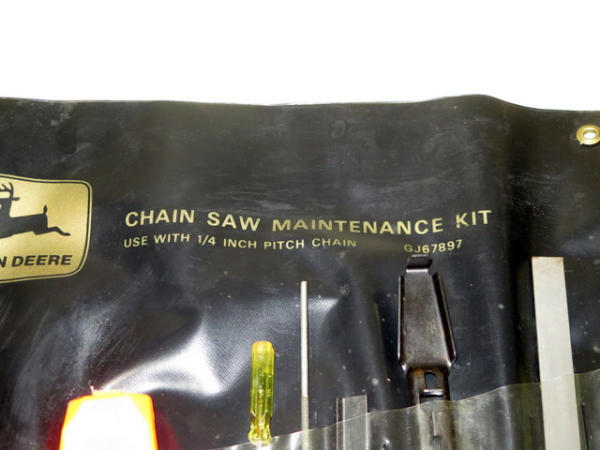 CHAIN SAW MAINTENANCE KIT
USE WITH 1/4 INCH PITCH CHAIN GJ67897
N DEERE